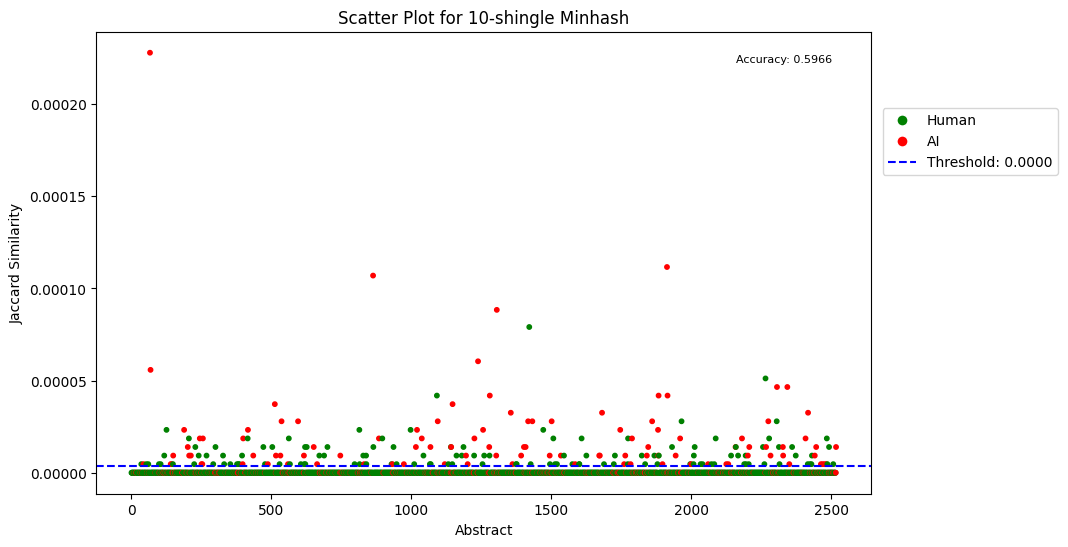 Scatter Plot for 10-shingle Minhash
Accuracy: 0.5966
Human
AI
Threshold: 0.0000
Jaccard Similarity
0.00020
0.00015
0.00010
0.00005
0.00000
0
500
1000
1500
2000
2500
Abstract